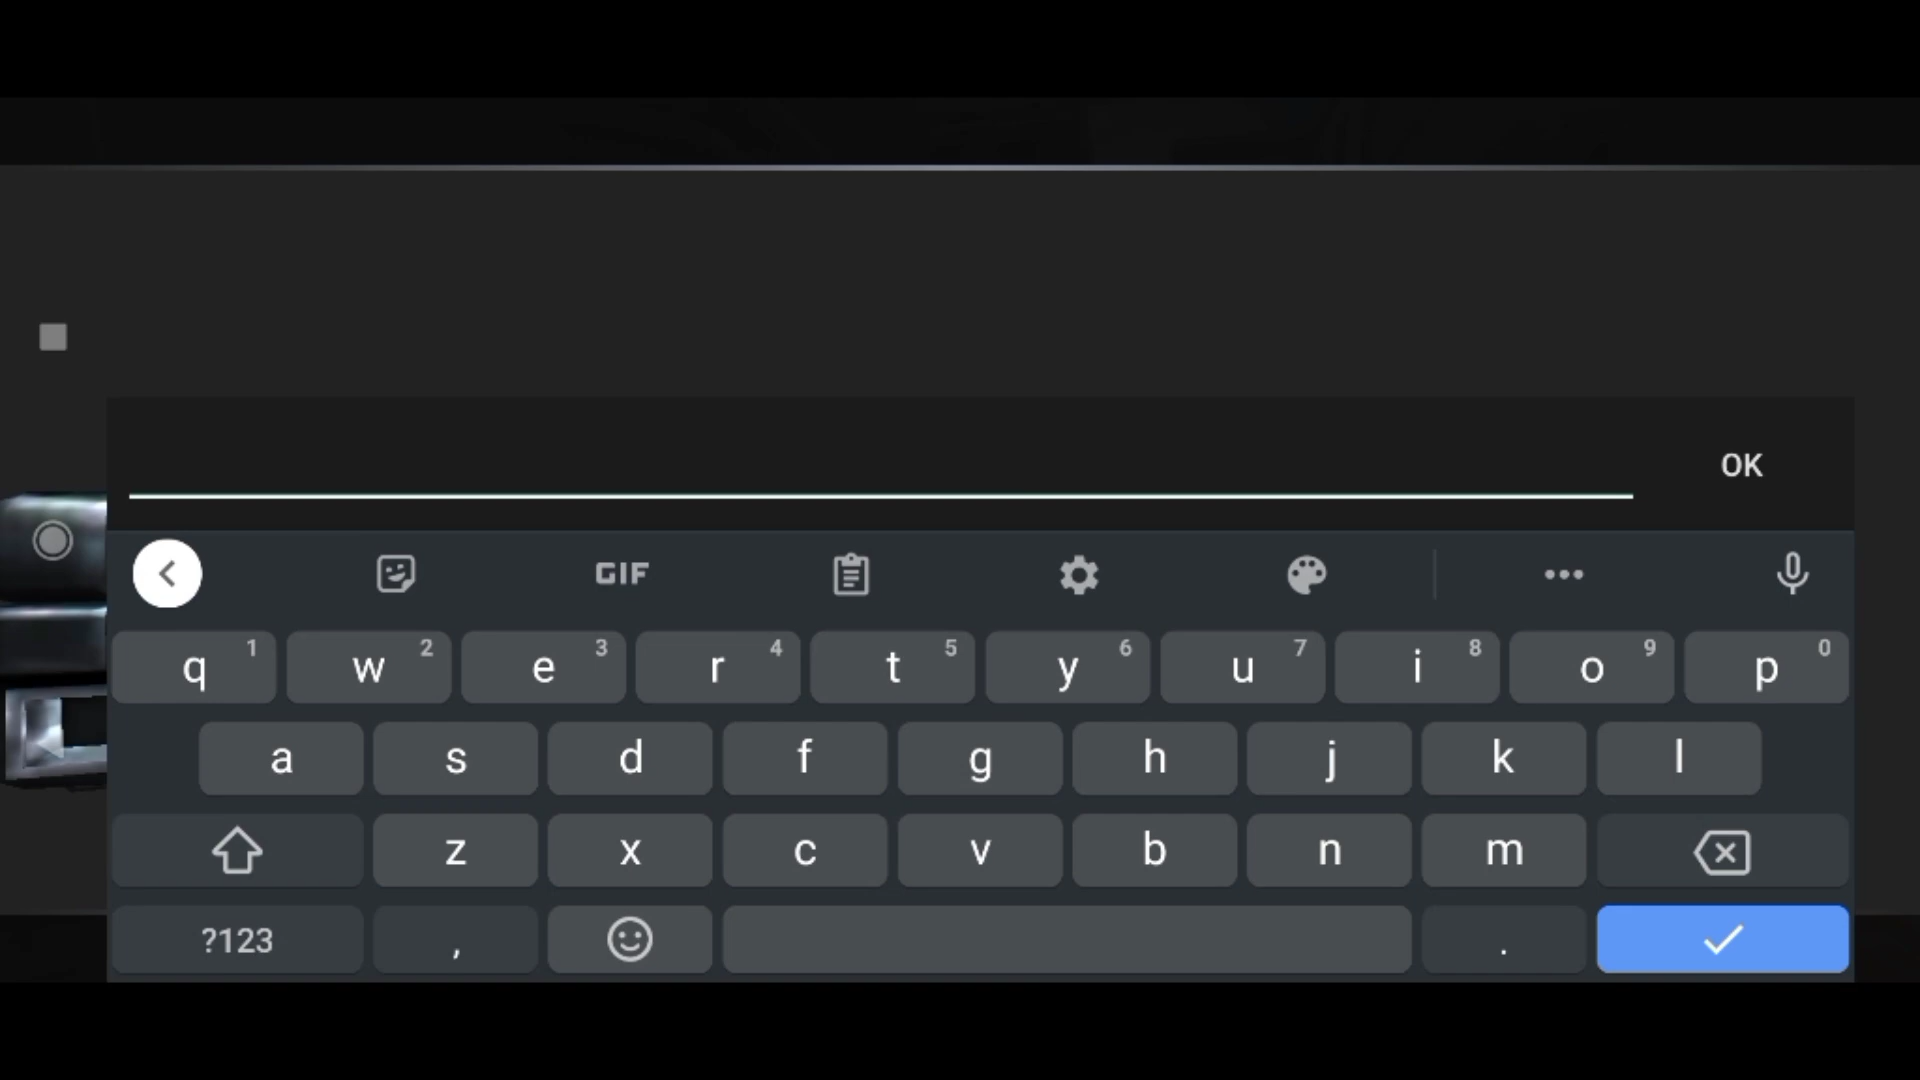 OK
GIF
q 1 w 2 e 3 r 4 t 5 y 6 u 7 i 8 o 9 p 0
a s d f g h j k l
z x c v b n m
?123 , .